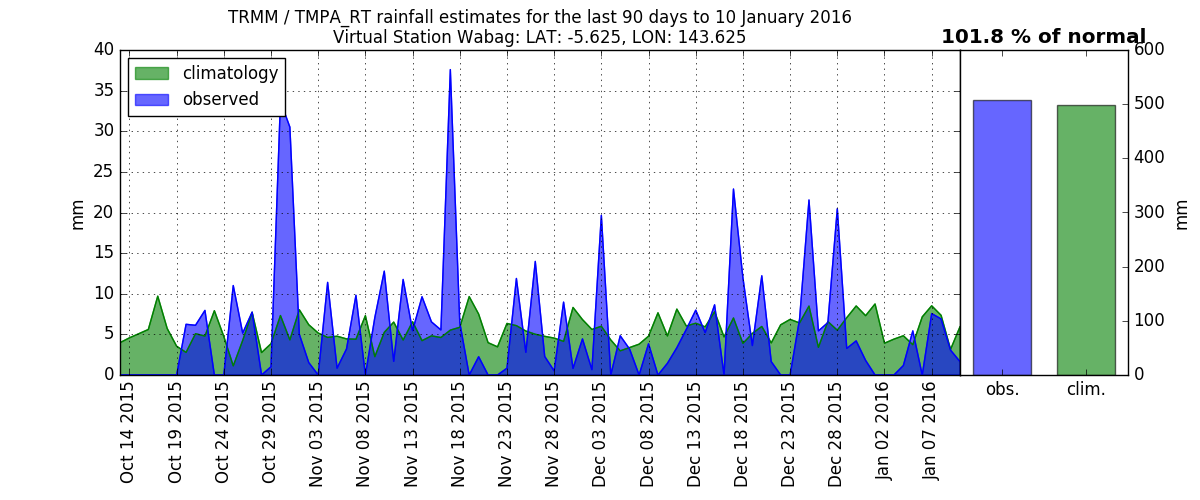 TRMM / TMPA_RT rainfall estimates for the last 90 days to 10 January 2016
Virtual Station Wabag: LAT: -5.625, LON: 143.625
101.8 % of normal
climatology
observed
40
35
30
25
20
15
10
5
0
mm
Oct 14 2015
Oct 19 2015
Oct 24 2015
Oct 29 2015
Nov 03 2015
Nov 08 2015
Nov 13 2015
Nov 18 2015
Nov 23 2015
Nov 28 2015
Dec 03 2015
Dec 08 2015
Dec 13 2015
Dec 18 2015
Dec 23 2015
Dec 28 2015
Jan 02 2016
Jan 07 2016
600
500
400
300
200
100
0
mm
obs.
clim.